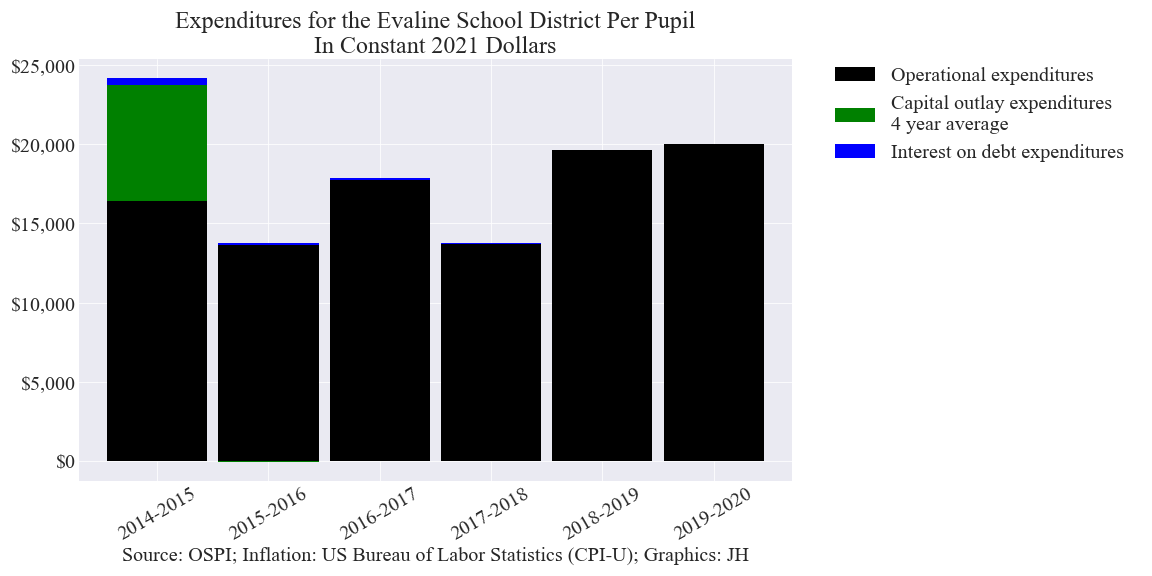 Expenditures for the Evaline School District Per Pupil
In Constant 2021 Dollars
$25,000
$20,000
$15,000
$10,000
$5,000
$0
2014-2015
2015-2016
2016-2017
2017-2018
2018-2019
2019-2020
Source: OSPI; Inflation: US Bureau of Labor Statistics (CPI-U); Graphics: JH
Operational expenditures
Capital outlay expenditures
4 year average
Interest on debt expenditures